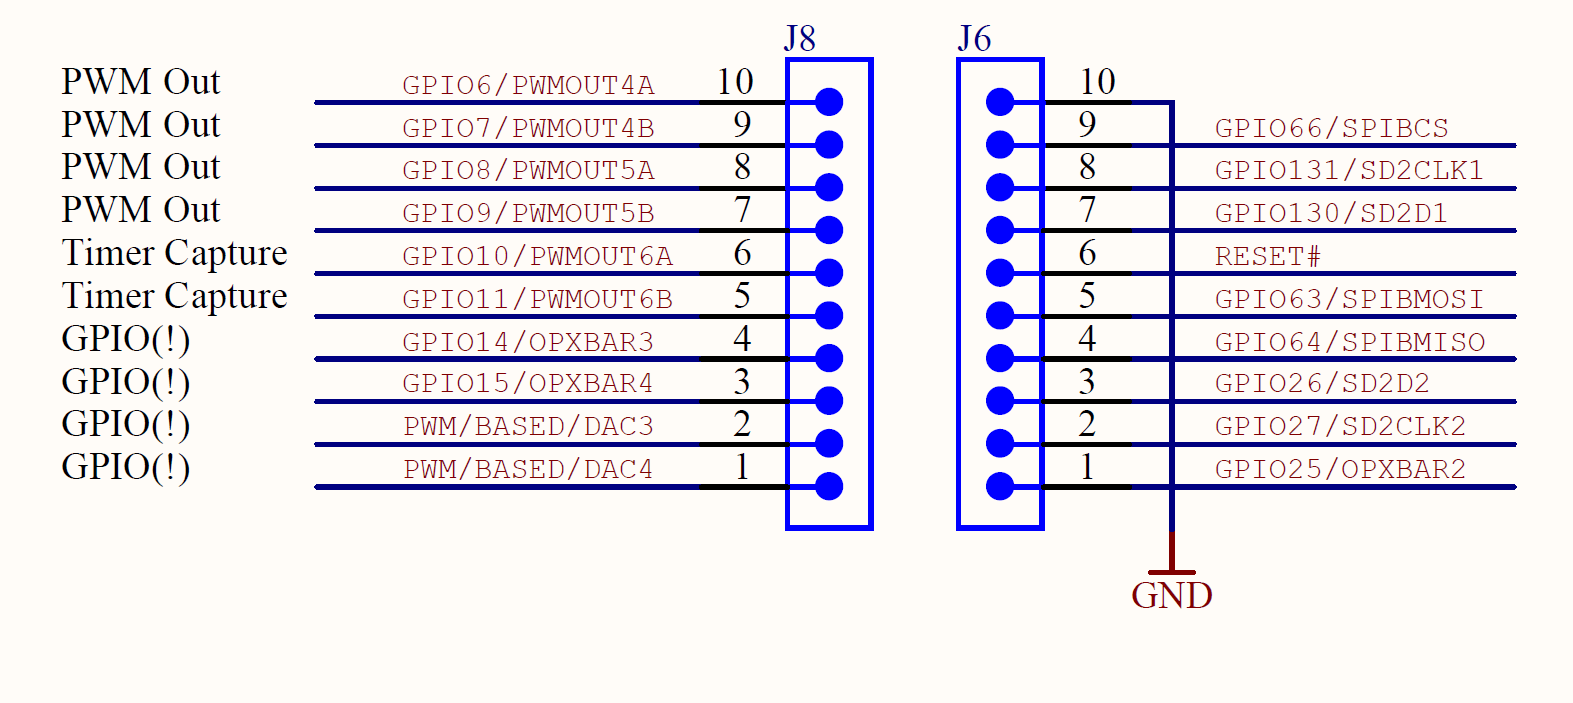 J8 J6
PWM Out GPIO6/PWMOUT4A 10 10
PWM Out GPIO7/PWMOUT4B 9 9 GPIO66/SPIBCS
PWM Out GPIO8/PWMOUT5A 8 8 GPIO131/SD2CLK1
PWM Out GPIO9/PWMOUT5B 7 7 GPIO130/SD2D1
Timer Capture GPIO10/PWMOUT6A 6 6 RESET#
Timer Capture GPIO11/PWMOUT6B 5 5 GPIO63/SPIBMOSI
GPIO(!) GPIO14/OPXBAR3 4 4 GPIO64/SPIBMISO
GPIO(!) GPIO15/OPXBAR4 3 3 GPIO26/SD2D2
GPIO(!) PWM/BASED/DAC3 2 2 GPIO27/SD2CLK2
GPIO(!) PWM/BASED/DAC4 1 1 GPIO25/OPXBAR2
GND